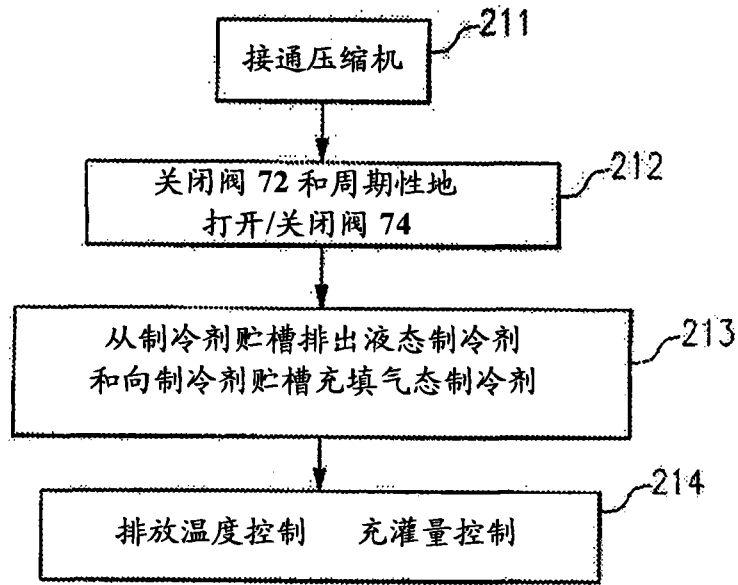 接通压缩机
211
关闭阀 72 和周期性地
打开/关闭阀 74
212
从制冷剂贮槽排出液态制冷剂
和向制冷剂贮槽充填气态制冷剂
213
排放温度控制 充灌量控制
214